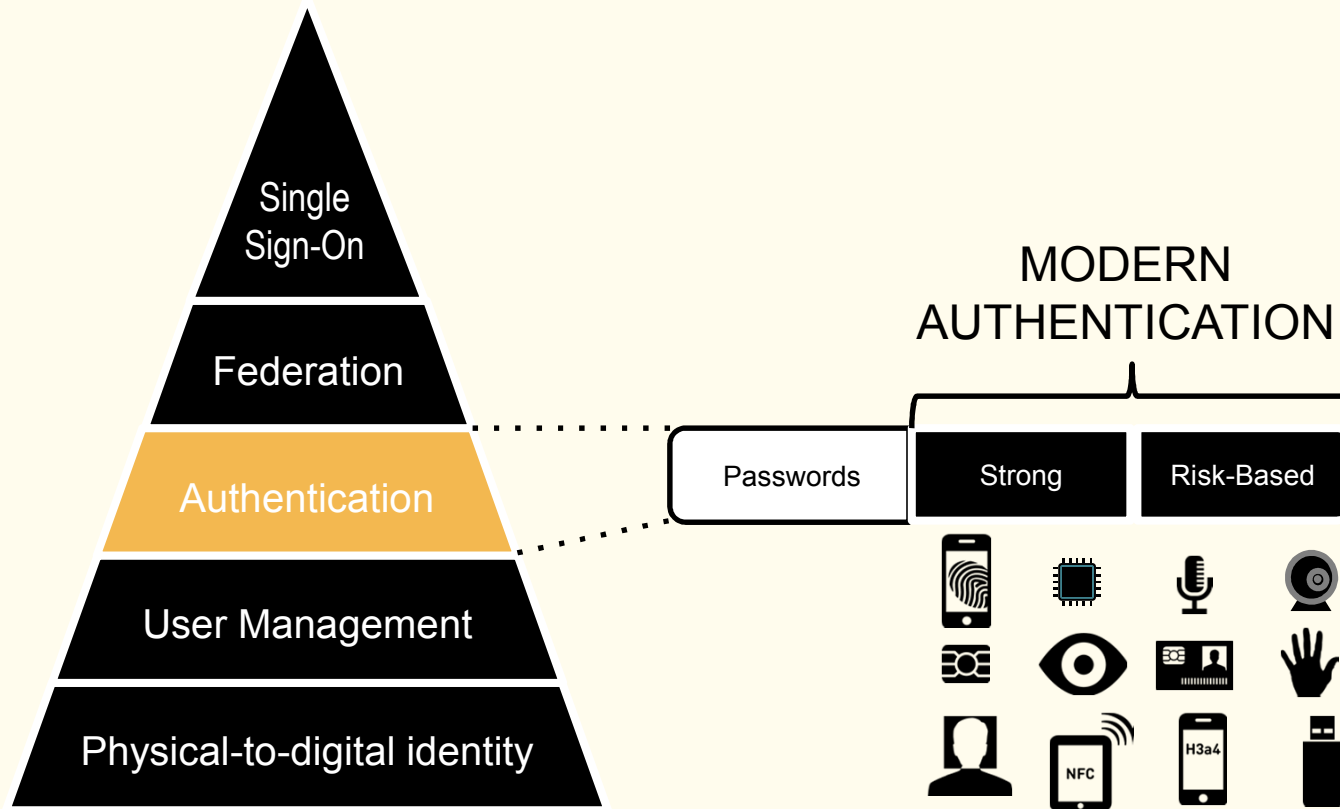 Single
Sign-On
Federation
Authentication
User Management
Physical-to-digital identity
MODERN
AUTHENTICATION
Passwords
Strong
Risk-Based
NFC
H3a4